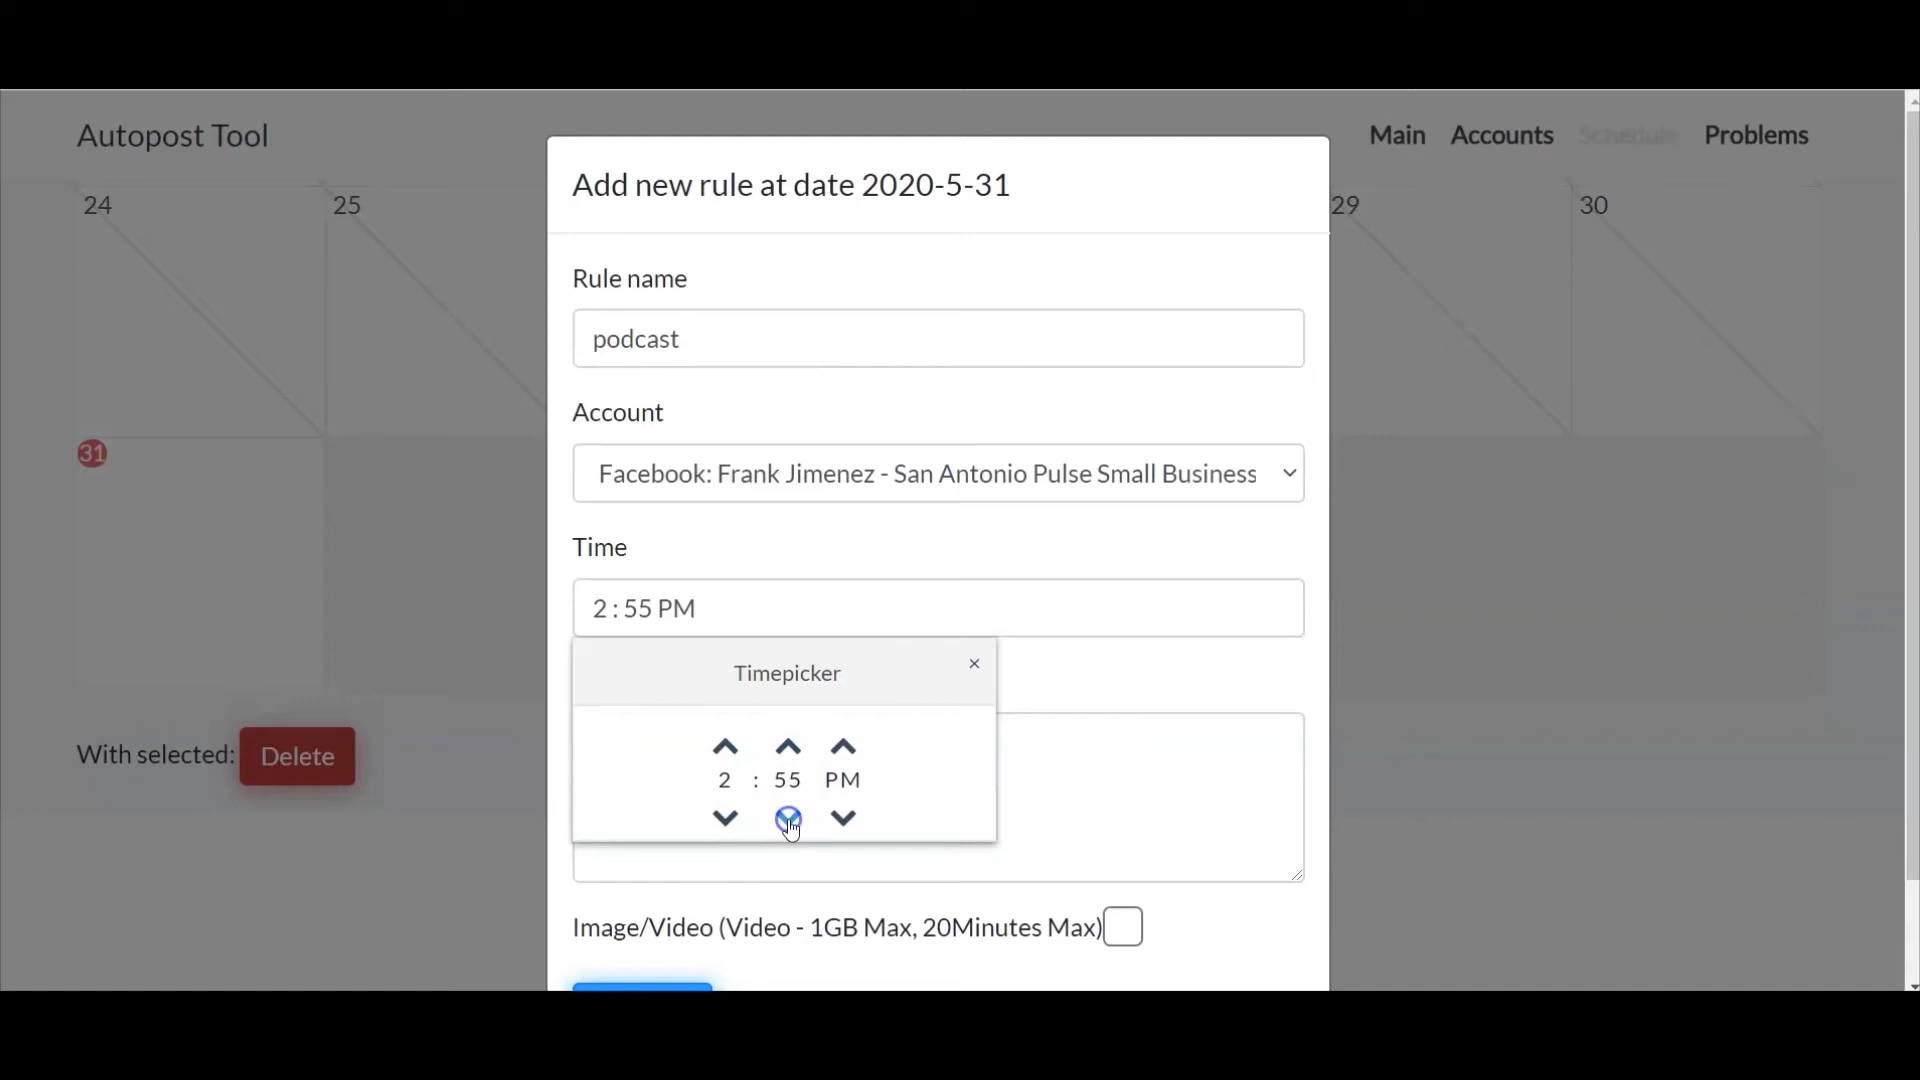 Autopost Tool
Main Accounts Schedule Problems
24 25 29 30
31
With selected: Delete
Add new rule at date 2020-5-31
Rule name
podcast
Account
Facebook: Frank Jimenez - San Antonio Pulse Small Business
Time
2 : 55 PM
Timepicker ×
2 : 55 PM
Image/Video (Video - 1GB Max, 20Minutes Max)